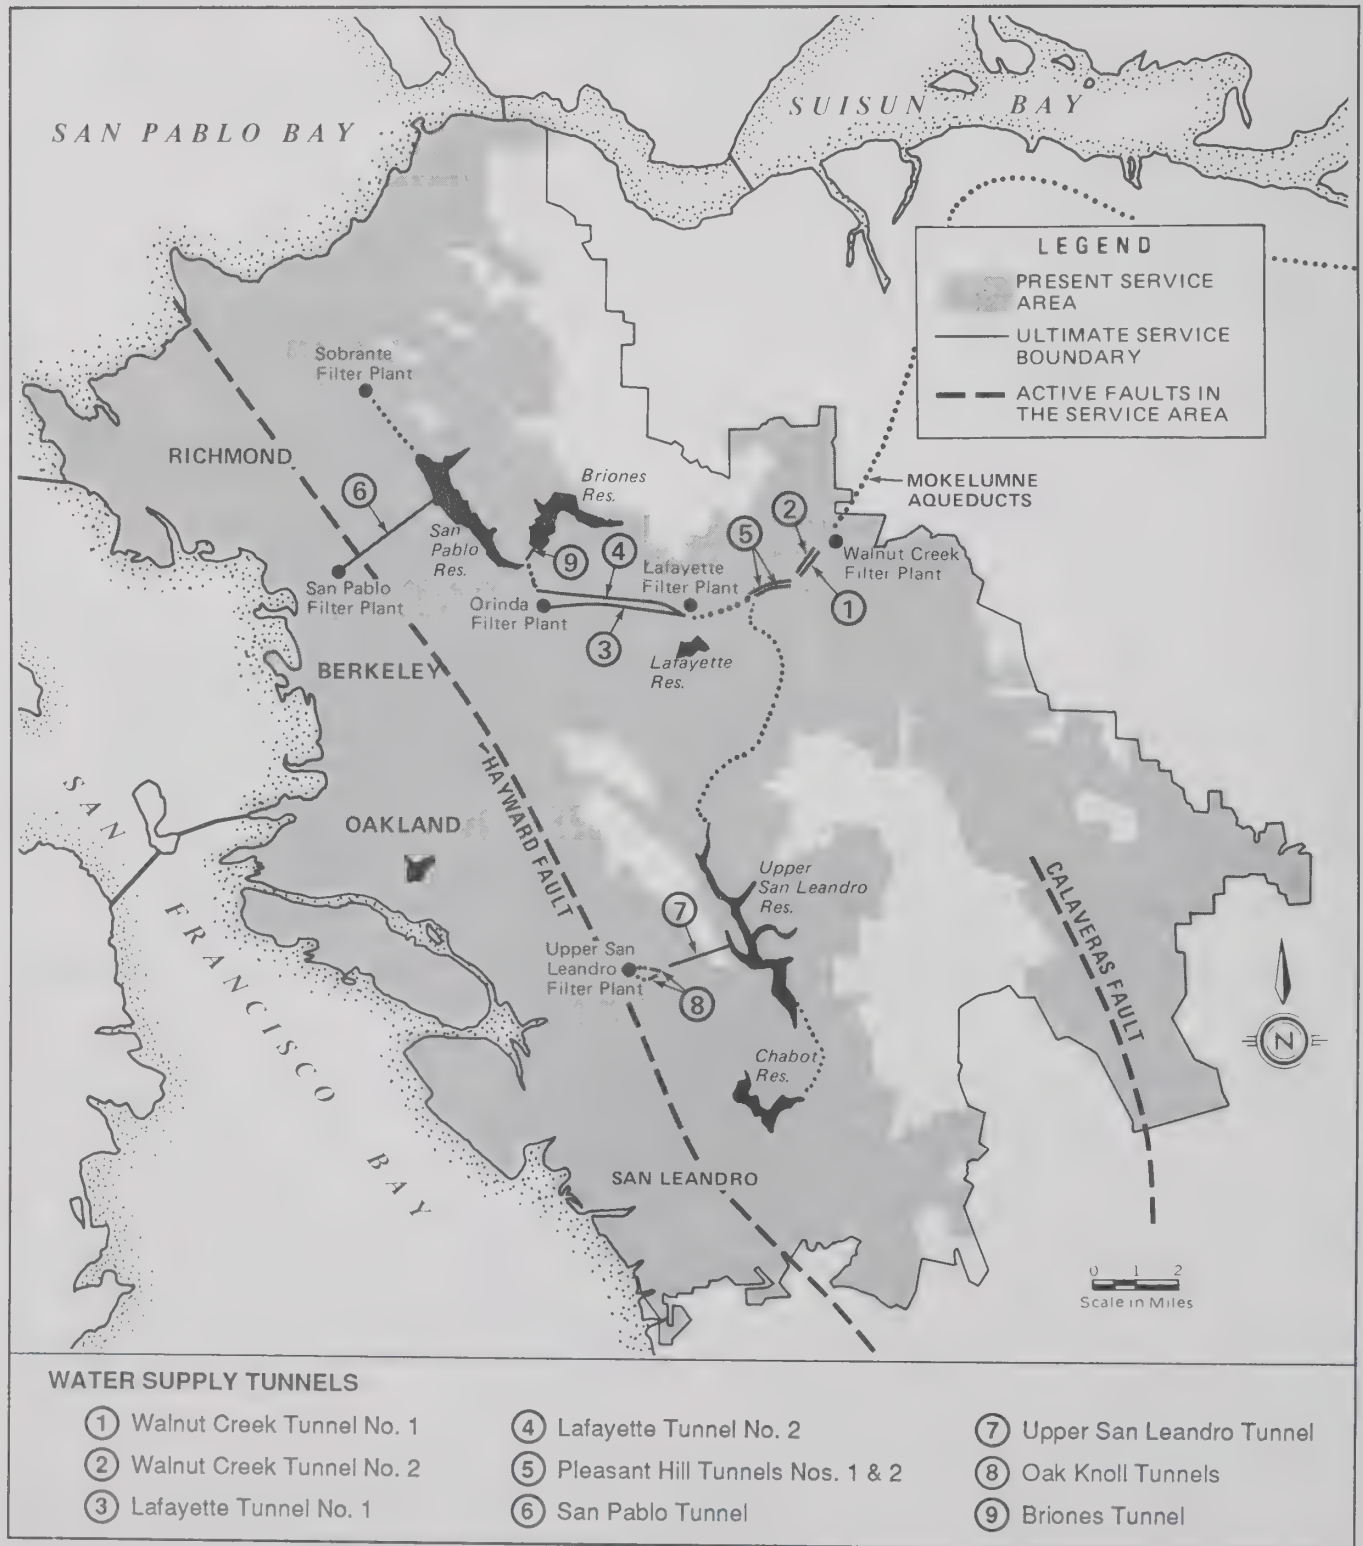 SAN PABLO BAY
SUISUN BAY
LEGEND
PRESENT SERVICE
AREA
ULTIMATE SERVICE
BOUNDARY
ACTIVE FAULTS IN
THE SERVICE AREA
Sobrante
Filter Plant
RICHMOND
6
San
Pablo
Res.
Briones
Res.
9
4
5
2
MOKELUMNE
AQUEDUCTS
Walnut Creek
Filter Plant
1
Lafayette
Filter Plant
San Pablo
Filter Plant
Orinda
Filter Plant
3
Lafayette
Res.
BERKELEY
HAYWARD FAULT
OAKLAND
SAN FRANCISCO BAY
Upper
San Leandro
Res.
7
Upper San
Leandro
Filter Plant
8
CALAVERAS FAULT
N
Chabot
Res.
SAN LEANDRO
0 1 2
Scale in Miles
WATER SUPPLY TUNNELS
1 Walnut Creek Tunnel No. 1
2 Walnut Creek Tunnel No. 2
3 Lafayette Tunnel No. 1
4 Lafayette Tunnel No. 2
5 Pleasant Hill Tunnels Nos. 1 & 2
6 San Pablo Tunnel
7 Upper San Leandro Tunnel
8 Oak Knoll Tunnels
9 Briones Tunnel